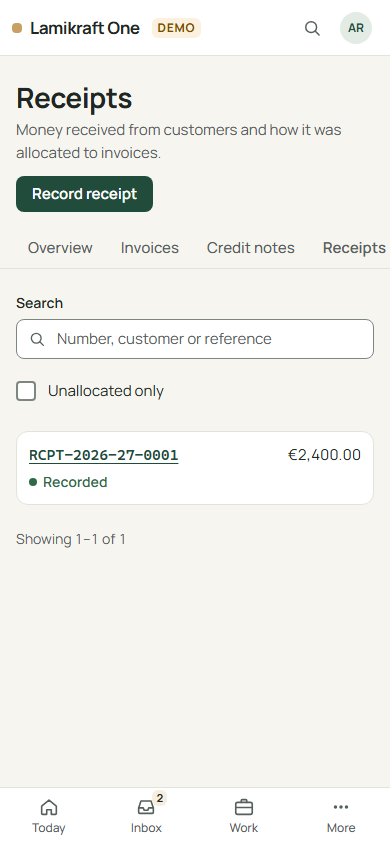 Lamikraft One DEMO AR
Receipts
Money received from customers and how it was
allocated to invoices.
Record receipt
Overview Invoices Credit notes Receipts
Search
Number, customer or reference
Unallocated only
RCPT-2026-27-0001 €2,400.00
Recorded
Showing 1–1 of 1
2
Today Inbox Work More